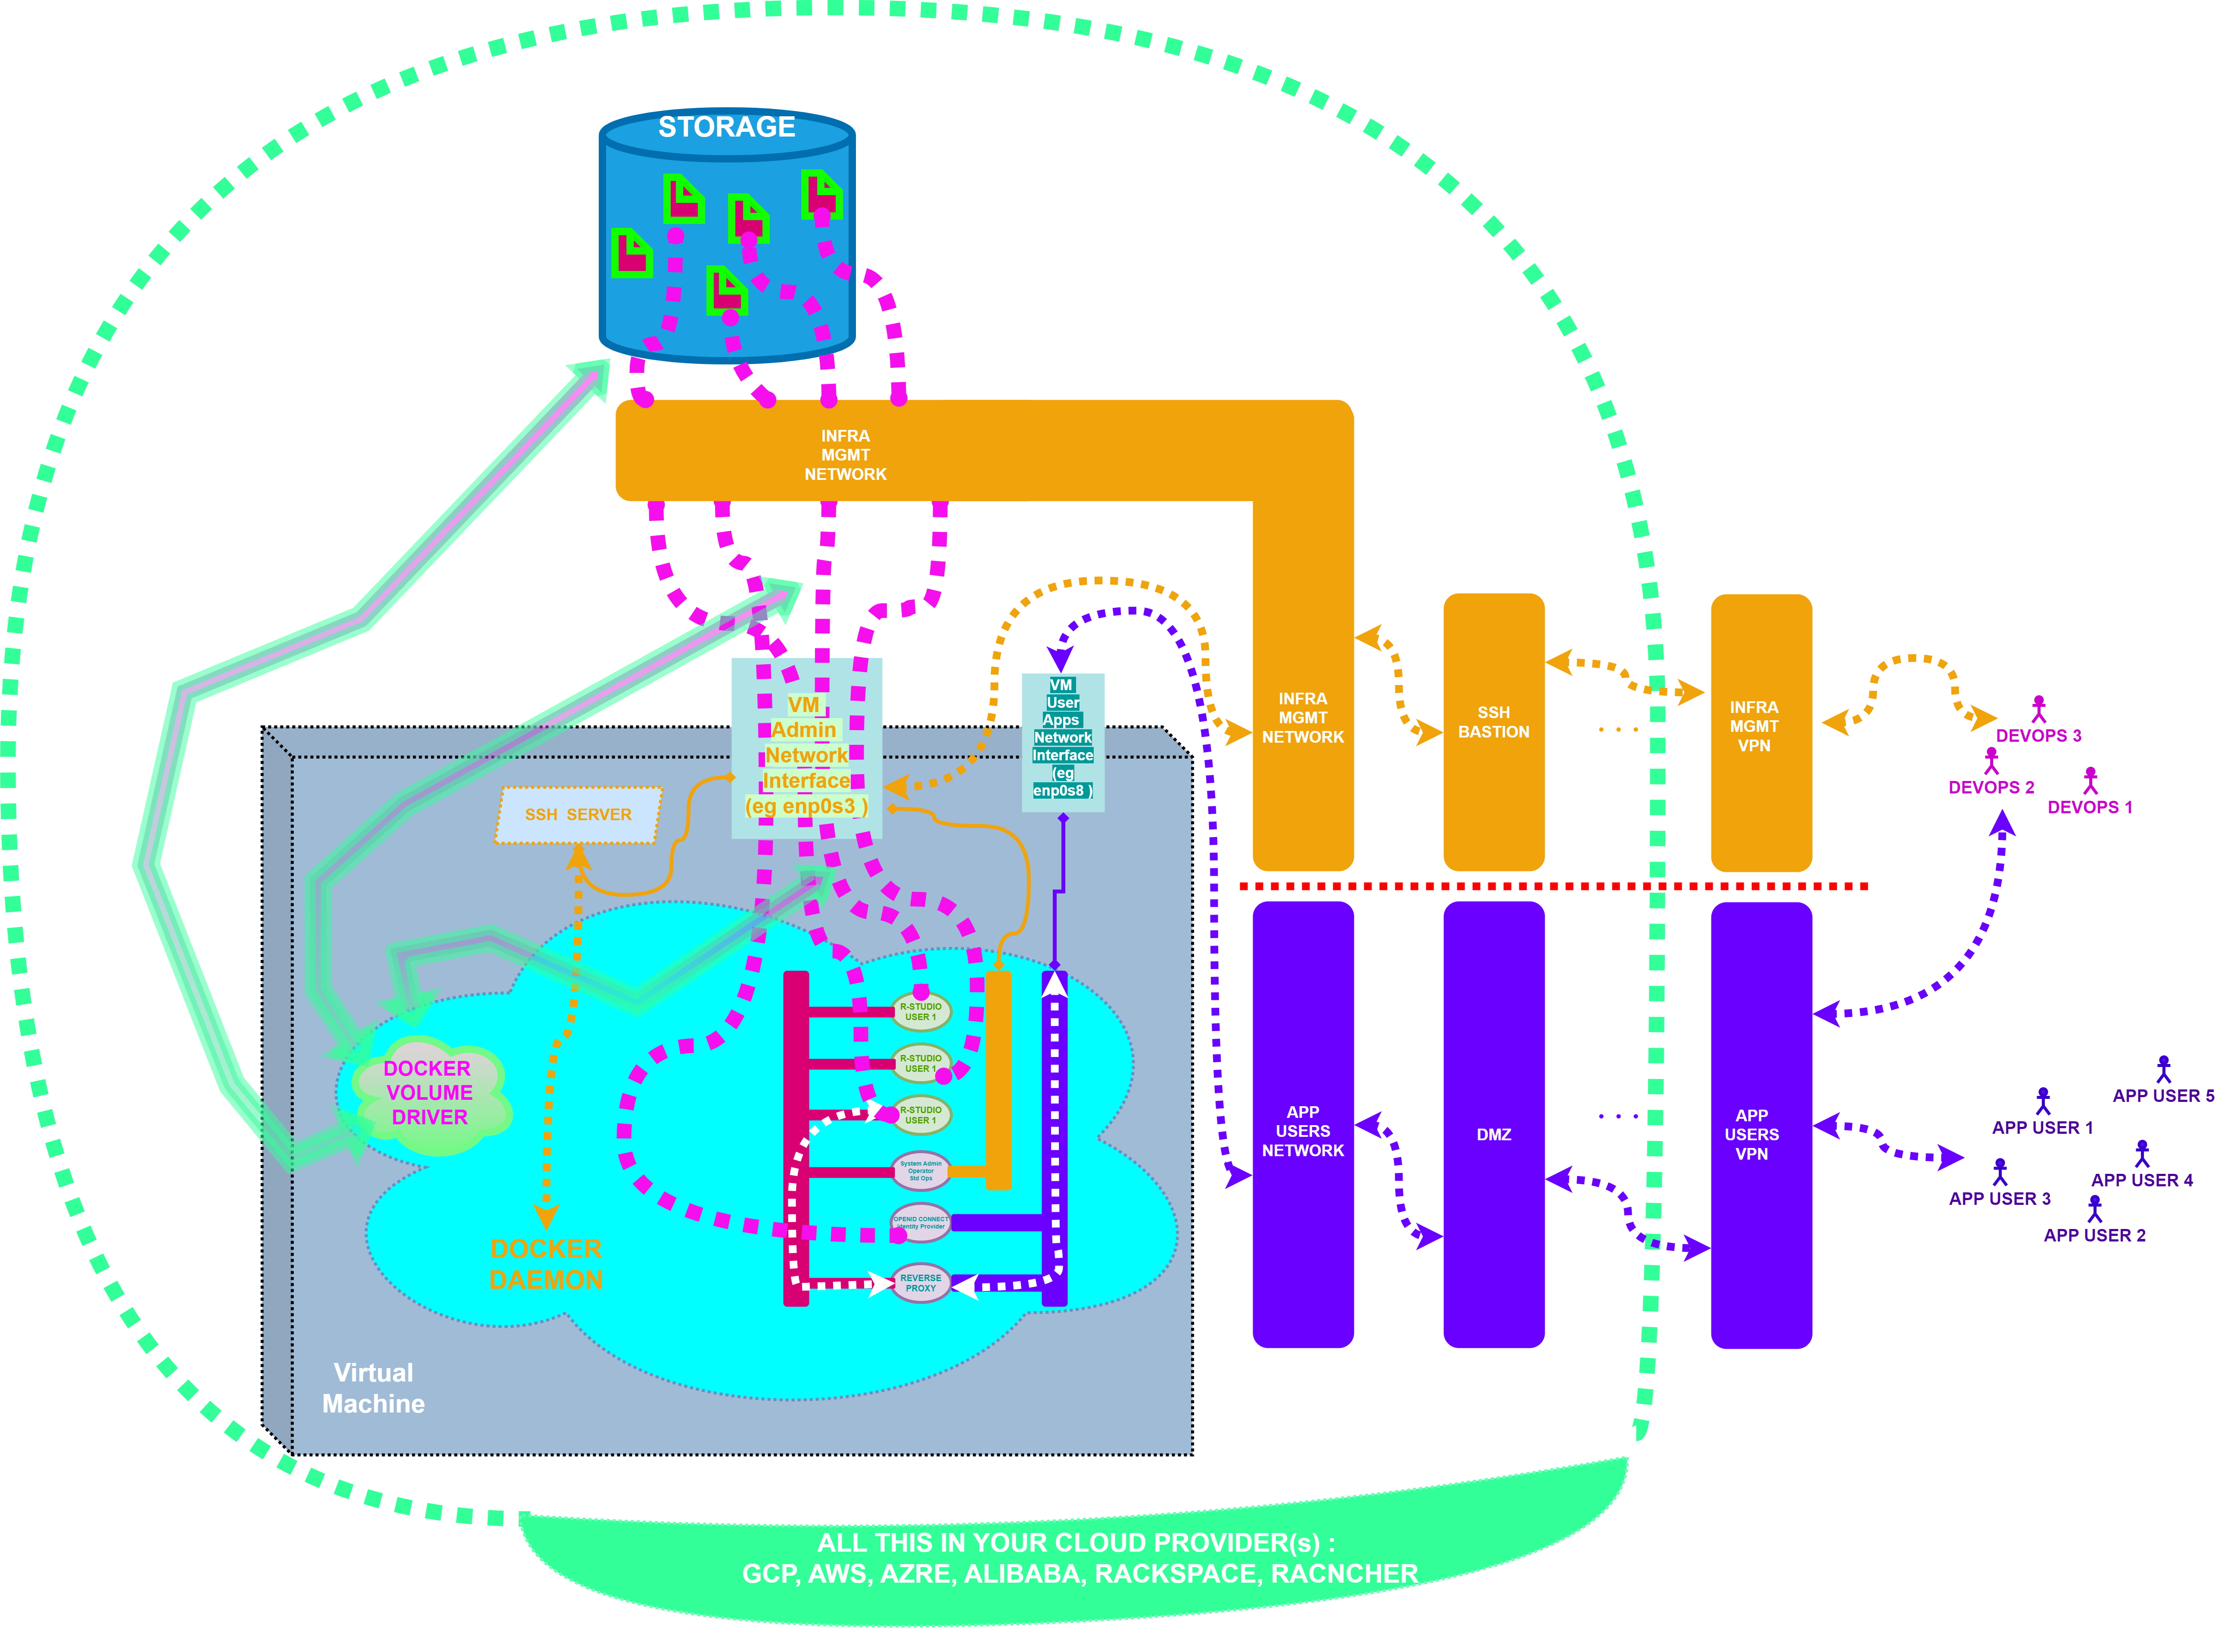 STORAGE
INFRA
MGMT
NETWORK
VM
Admin
Network
Interface
(eg enp0s3 )
VM
User
Apps
Network
Interface
(eg
enp0s8 )
INFRA
MGMT
NETWORK
SSH
BASTION
. . .
INFRA
MGMT
VPN
DEVOPS 3
DEVOPS 2
DEVOPS 1
SSH SERVER
DOCKER
VOLUME
DRIVER
R-STUDIO
USER 1
R-STUDIO
USER 1
R-STUDIO
USER 1
System Admin
Operator
Std Ops
OPENID CONNECT
Identity Provider
REVERSE
PROXY
DOCKER
DAEMON
Virtual
Machine
APP
USERS
NETWORK
DMZ
. . .
APP
USERS
VPN
APP USER 5
APP USER 1
APP USER 4
APP USER 3
APP USER 2
ALL THIS IN YOUR CLOUD PROVIDER(s) :
GCP, AWS, AZRE, ALIBABA, RACKSPACE, RACNCHER